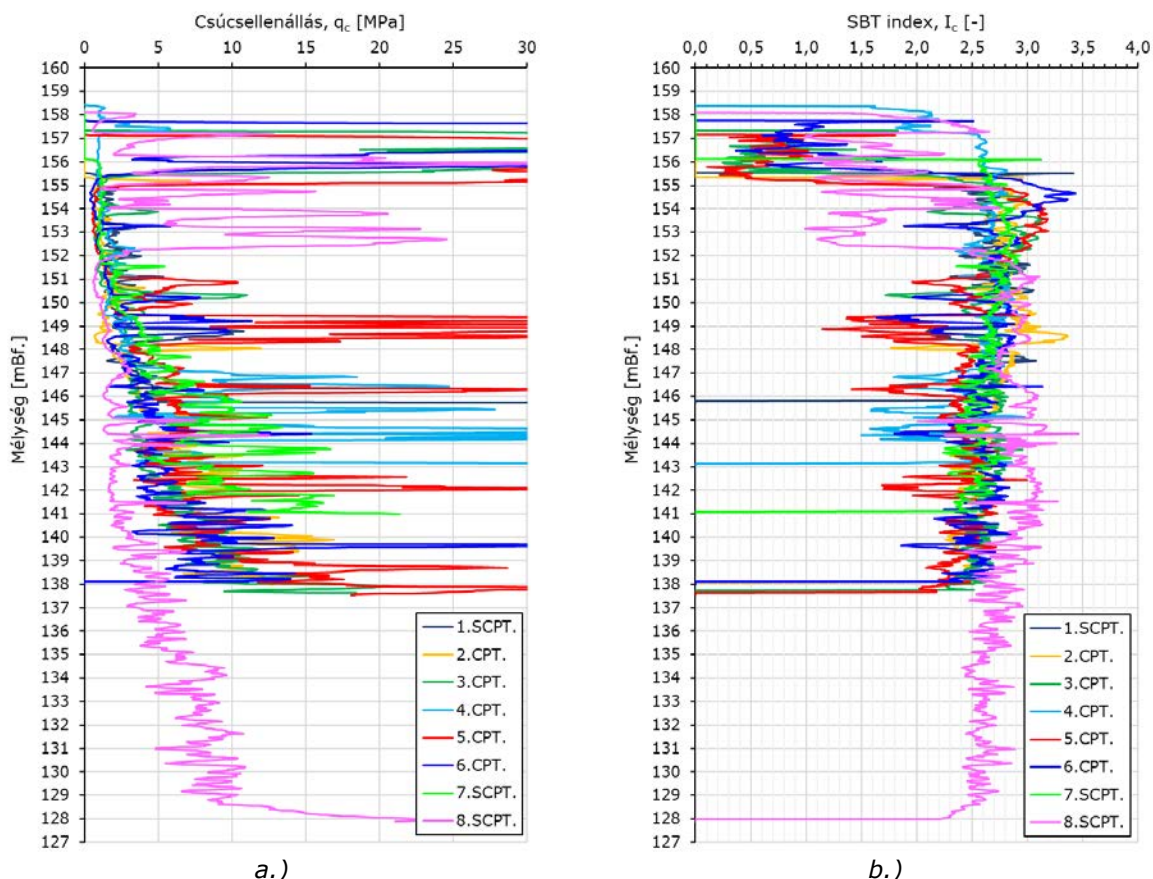 Csúcsellenállás, qc [MPa]
0 5 10 15 20 25 30
Mélység [mBf.]
160
159
158
157
156
155
154
153
152
151
150
149
148
147
146
145
144
143
142
141
140
139
138
137
136
135
134
133
132
131
130
129
128
127
1.SCPT.
2.CPT.
3.CPT.
4.CPT.
5.CPT.
6.CPT.
7.SCPT.
8.SCPT.
a.)
SBT index, Ic [-]
0,0 0,5 1,0 1,5 2,0 2,5 3,0 3,5 4,0
Mélység [mBf.]
160
159
158
157
156
155
154
153
152
151
150
149
148
147
146
145
144
143
142
141
140
139
138
137
136
135
134
133
132
131
130
129
128
127
1.SCPT.
2.CPT.
3.CPT.
4.CPT.
5.CPT.
6.CPT.
7.SCPT.
8.SCPT.
b.)